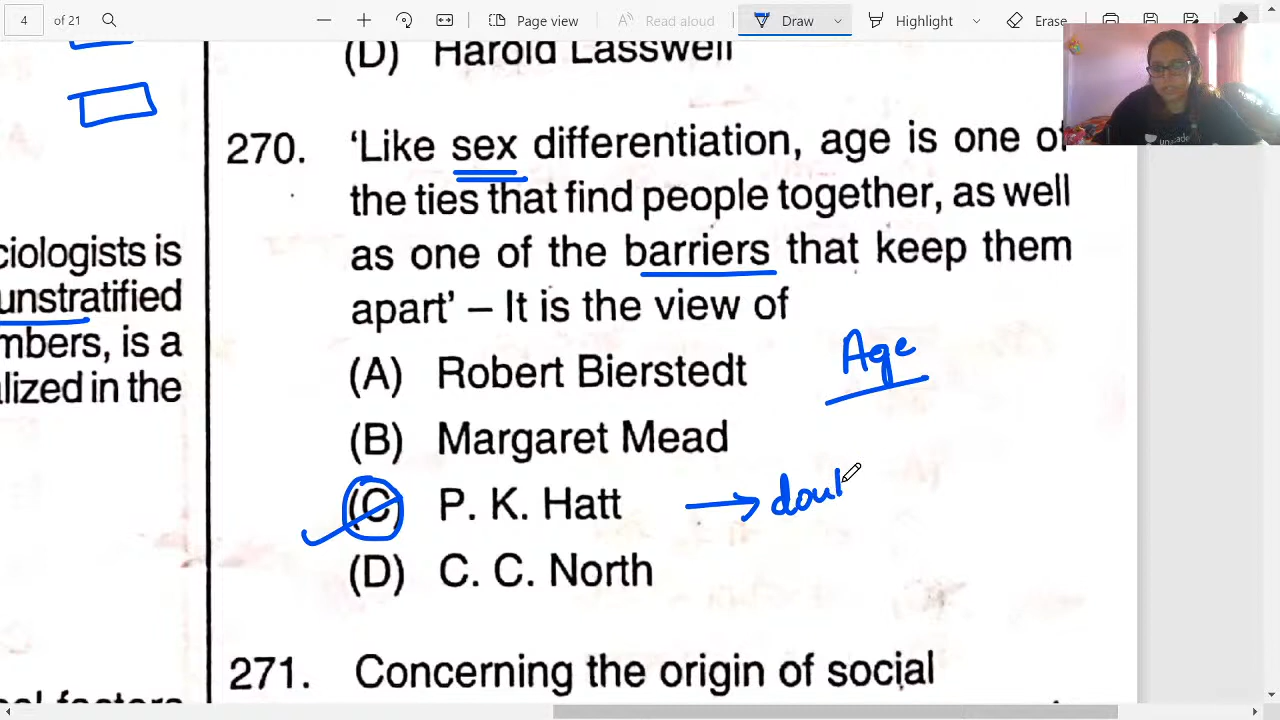 4 of 21 Page view Read aloud Draw Highlight Erase
(D) Harold Lasswell
270. 'Like sex differentiation, age is one of
the ties that find people together, as well
as one of the barriers that keep them
apart' – It is the view of
(A) Robert Bierstedt
(B) Margaret Mead
(C) P. K. Hatt
(D) C. C. North
271. Concerning the origin of social
ciologists is
unstratified
mbers, is a
lized in the
Age
doul